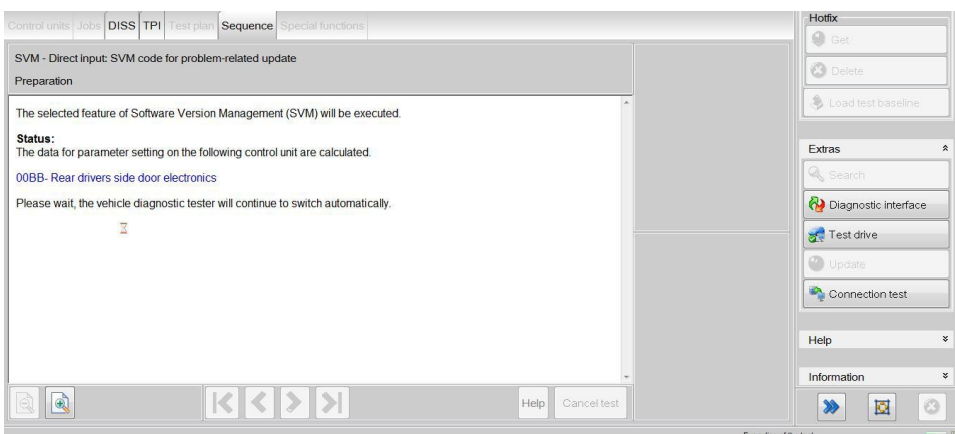 Control units Jobs DISS TPI Test plan Sequence Special functions
SVM - Direct input: SVM code for problem-related update
Preparation
The selected feature of Software Version Management (SVM) will be executed.
Status:
The data for parameter setting on the following control unit are calculated.
00BB- Rear drivers side door electronics
Please wait, the vehicle diagnostic tester will continue to switch automatically.
Help Cancel test
Hotfix
Get
Delete
Load test baseline
Extras
Search
Diagnostic interface
Test drive
Update
Connection test
Help
Information